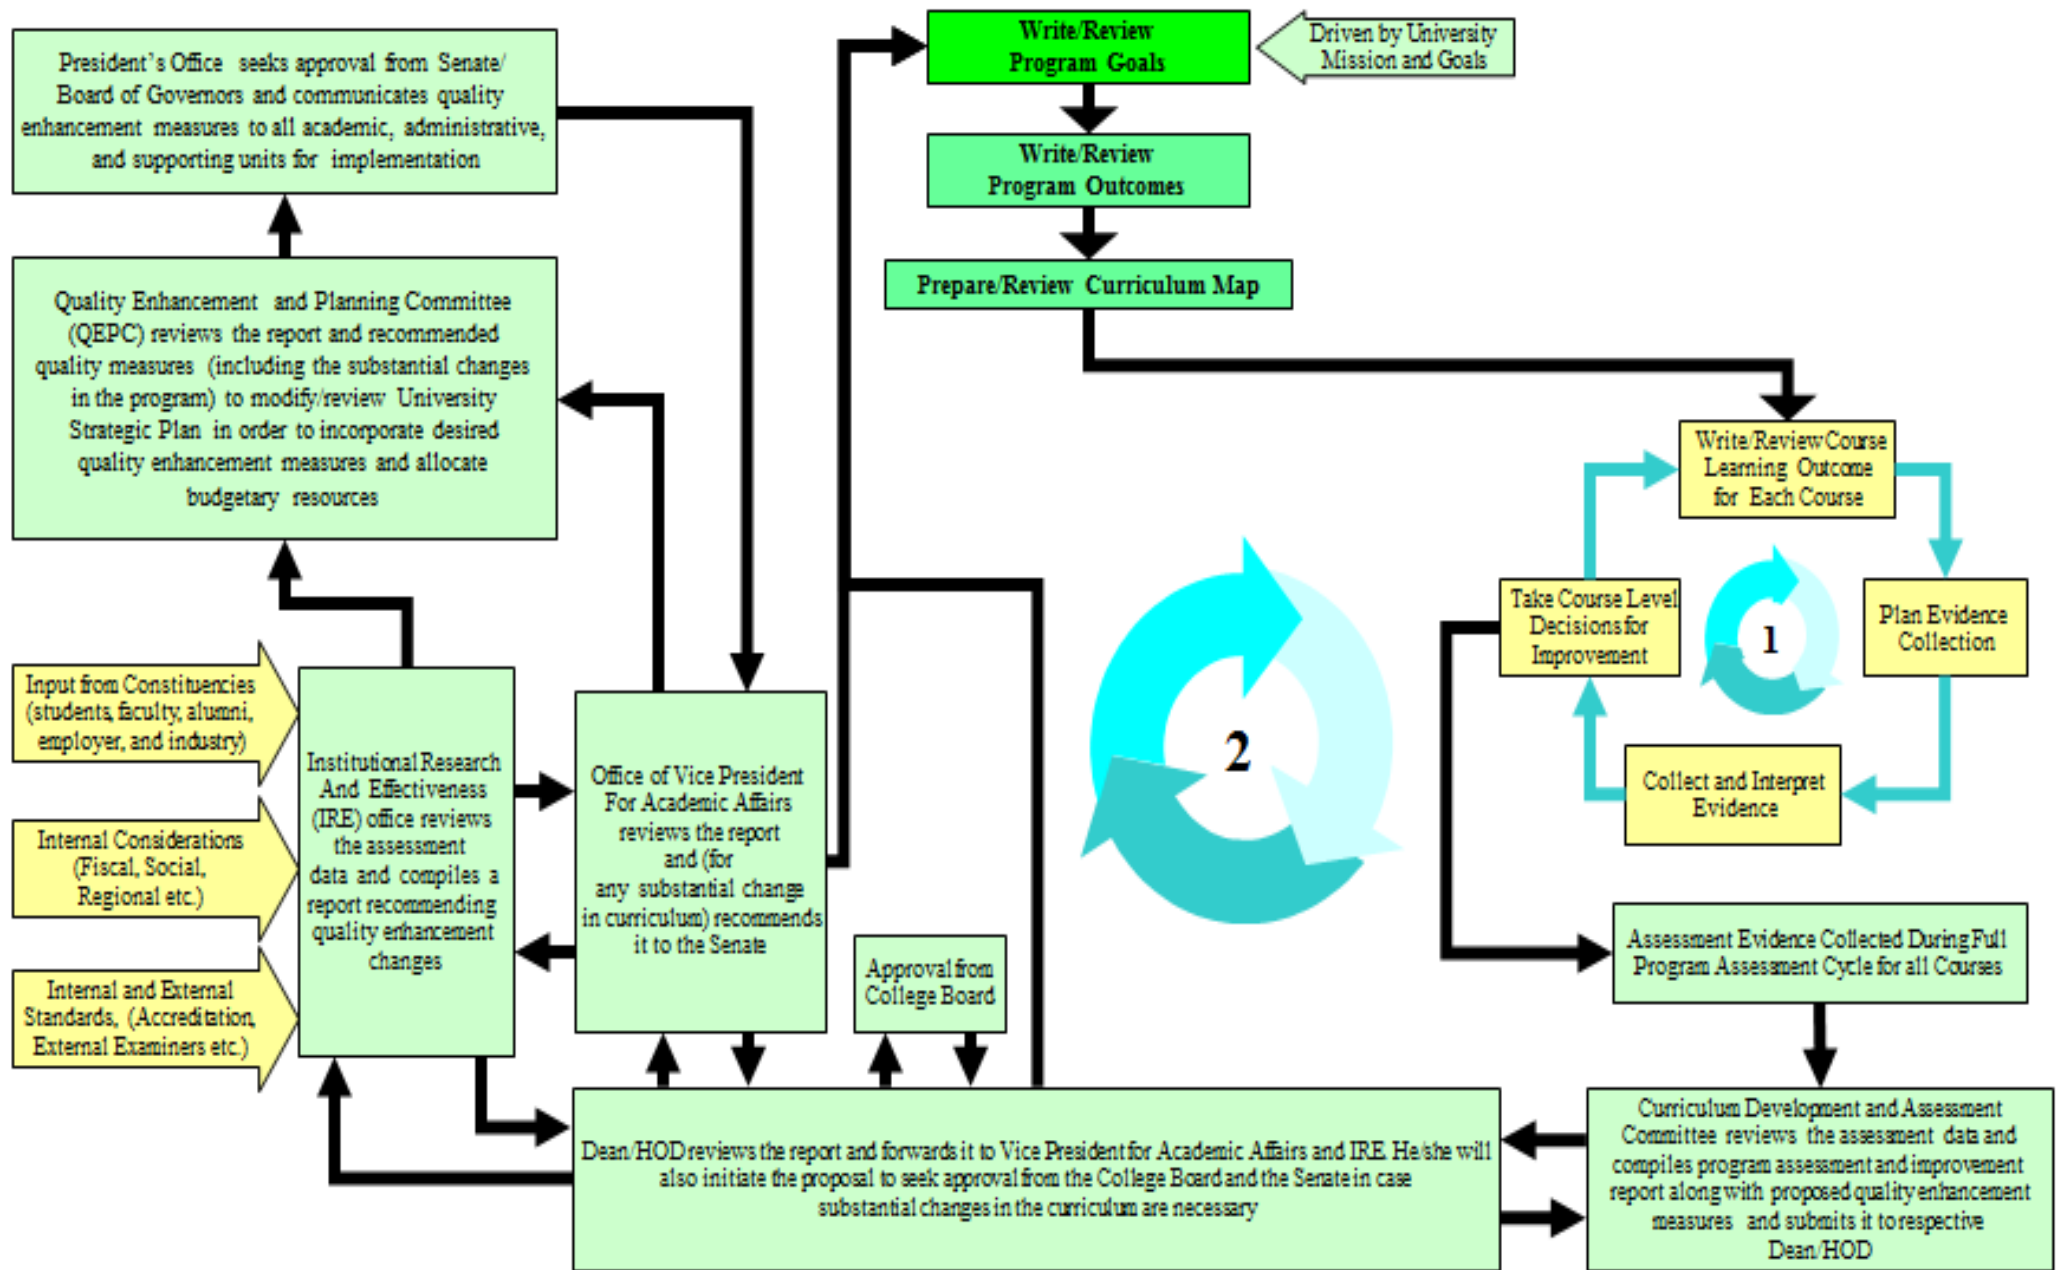 Write/Review
Program Goals
Driven by University
Mission and Goals
President's Office seeks approval from Senate/
Board of Governors and communicates quality
enhancement measures to all academic, administrative,
and supporting units for implementation
Write/Review
Program Outcomes
Prepare/Review Curriculum Map
Quality Enhancement and Planning Committee
(QEPC) reviews the report and recommended
quality measures (including the substantial changes
in the program) to modify/review University
Strategic Plan in order to incorporate desired
quality enhancement measures and allocate
budgetary resources
Write/Review Course
Learning Outcome
for Each Course
Take Course Level
Decisions for
Improvement
1
Plan Evidence
Collection
Collect and Interpret
Evidence
2
Input from Constituencies
(students, faculty, alumni,
employer, and industry)
Internal Considerations
(Fiscal, Social,
Regional etc.)
Internal and External
Standards, (Accreditation,
External Examiners etc.)
Institutional Research
And Effectiveness
(IRE) office reviews
the assessment
data and compiles a
report recommending
quality enhancement
changes
Office of Vice President
For Academic Affairs
reviews the report
and (for
any substantial change
in curriculum) recommends
it to the Senate
Approval from
College Board
Assessment Evidence Collected During Full
Program Assessment Cycle for all Courses
Dean/HOD reviews the report and forwards it to Vice President for Academic Affairs and IRE. He/she will
also initiate the proposal to seek approval from the College Board and the Senate in case
substantial changes in the curriculum are necessary
Curriculum Development and Assessment
Committee reviews the assessment data and
compiles program assessment and improvement
report along with proposed quality enhancement
measures and submits it to respective
Dean/HOD